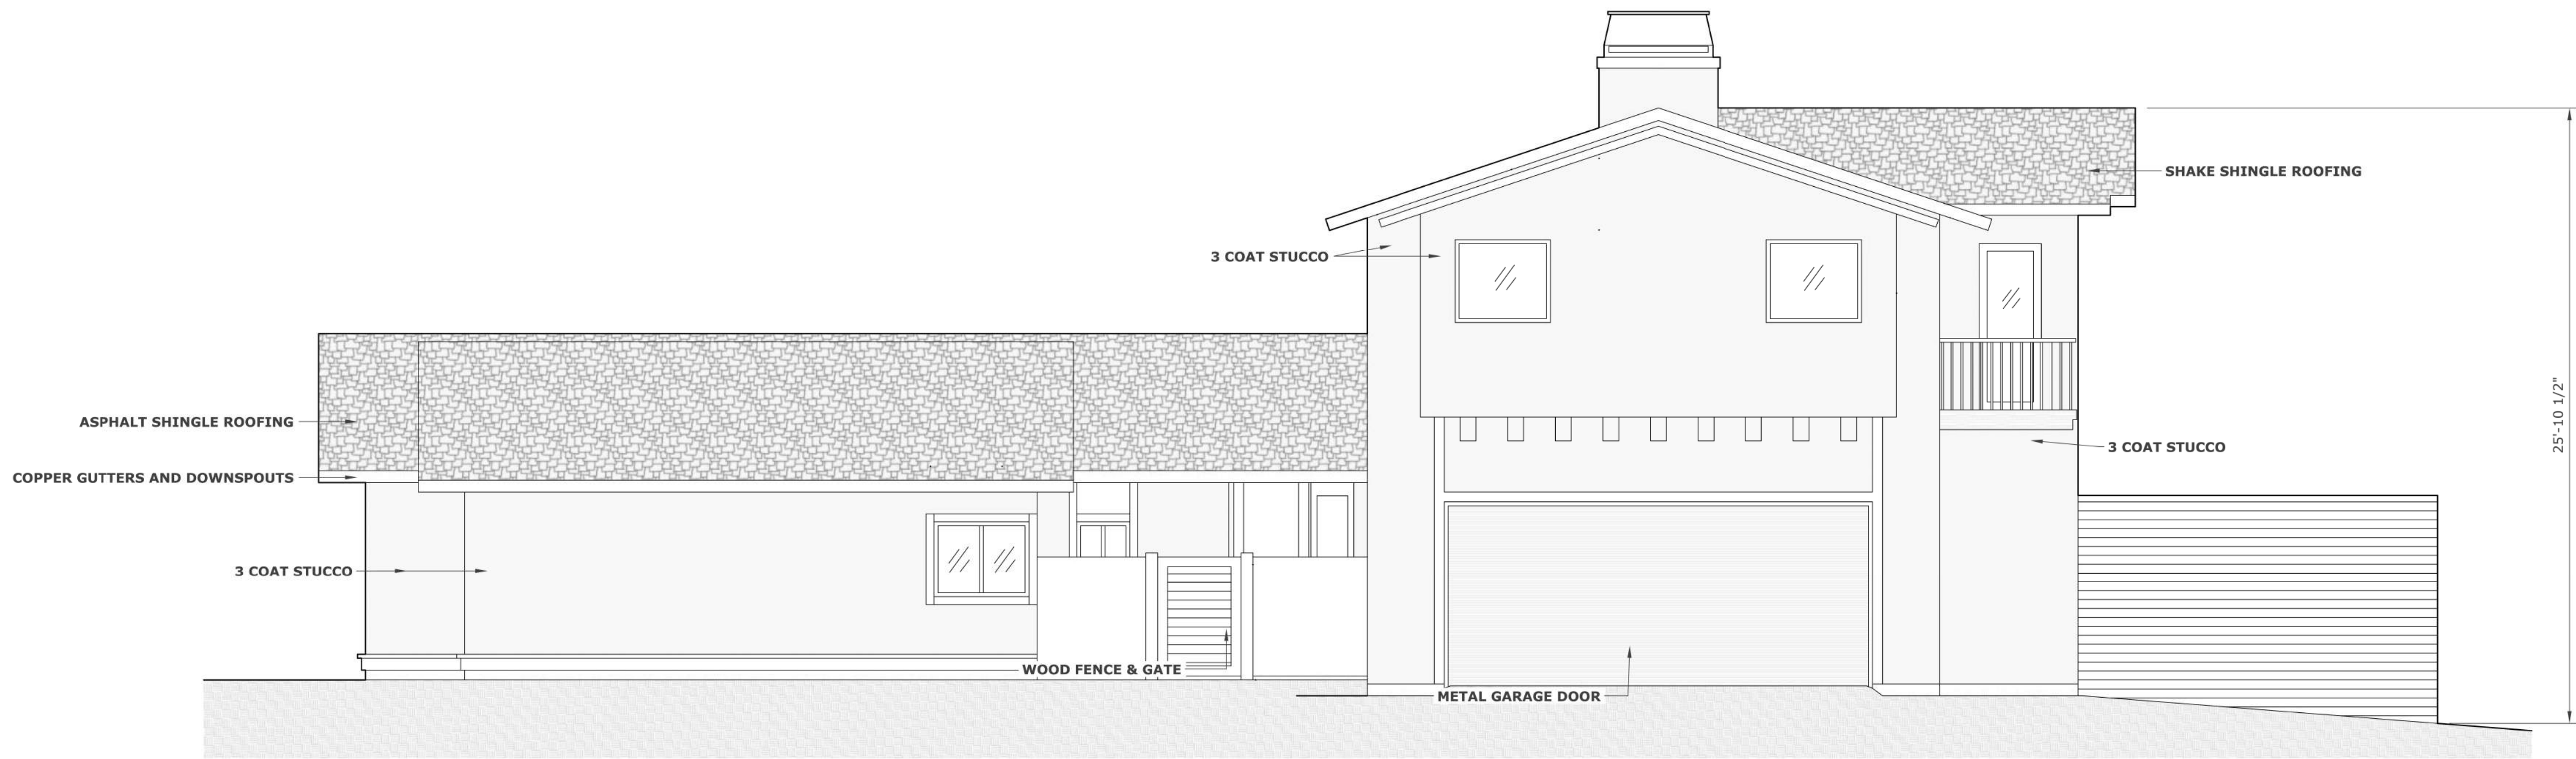 SHAKE SHINGLE ROOFING
3 COAT STUCCO
ASPHALT SHINGLE ROOFING
25'-10 1/2"
3 COAT STUCCO
COPPER GUTTERS AND DOWNSPOUTS
3 COAT STUCCO
WOOD FENCE & GATE
METAL GARAGE DOOR